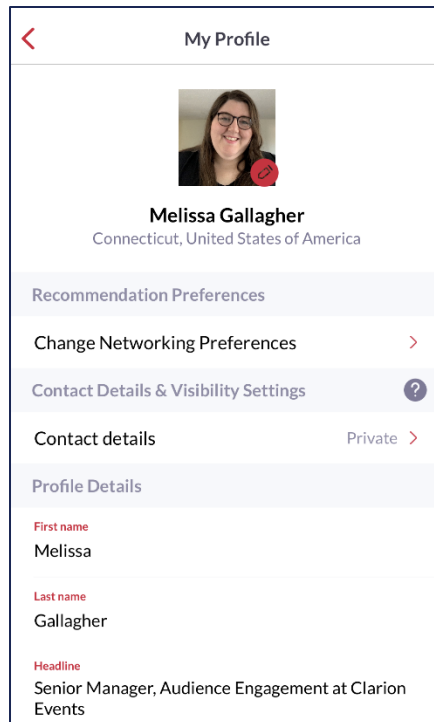 My Profile
Melissa Gallagher
Connecticut, United States of America
Recommendation Preferences
Change Networking Preferences
Contact Details & Visibility Settings ?
Contact details Private
Profile Details
First name
Melissa
Last name
Gallagher
Headline
Senior Manager, Audience Engagement at Clarion
Events